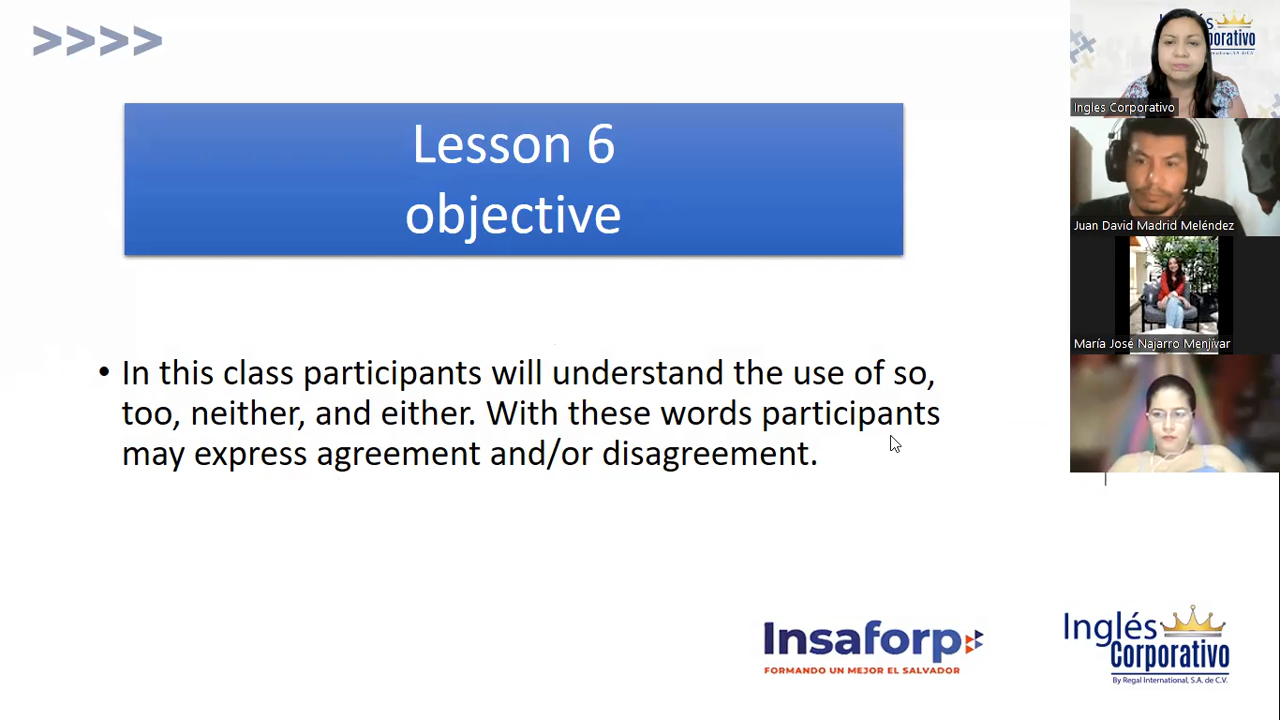 >>>>
Lesson 6
objective
• In this class participants will understand the use of so,
too, neither, and either. With these words participants
may express agreement and/or disagreement.
Insaforp
FORMANDO UN MEJOR EL SALVADOR
Inglés
Corporativo
By Regal International, S.A. de C.V.
Ingles Corporativo
Juan David Madrid Meléndez
María José Najarro Menjívar